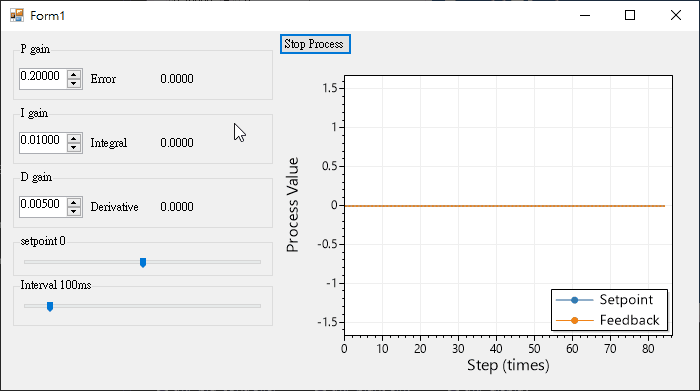 Form1
P gain
0.20000 Error 0.0000
I gain
0.01000 Integral 0.0000
D gain
0.00500 Derivative 0.0000
setpoint 0
Interval 100ms
Stop Process
Process Value
1.5
1
0.5
0
-0.5
-1
-1.5
0 10 20 30 40 50 60 70 80
Step (times)
Setpoint
Feedback